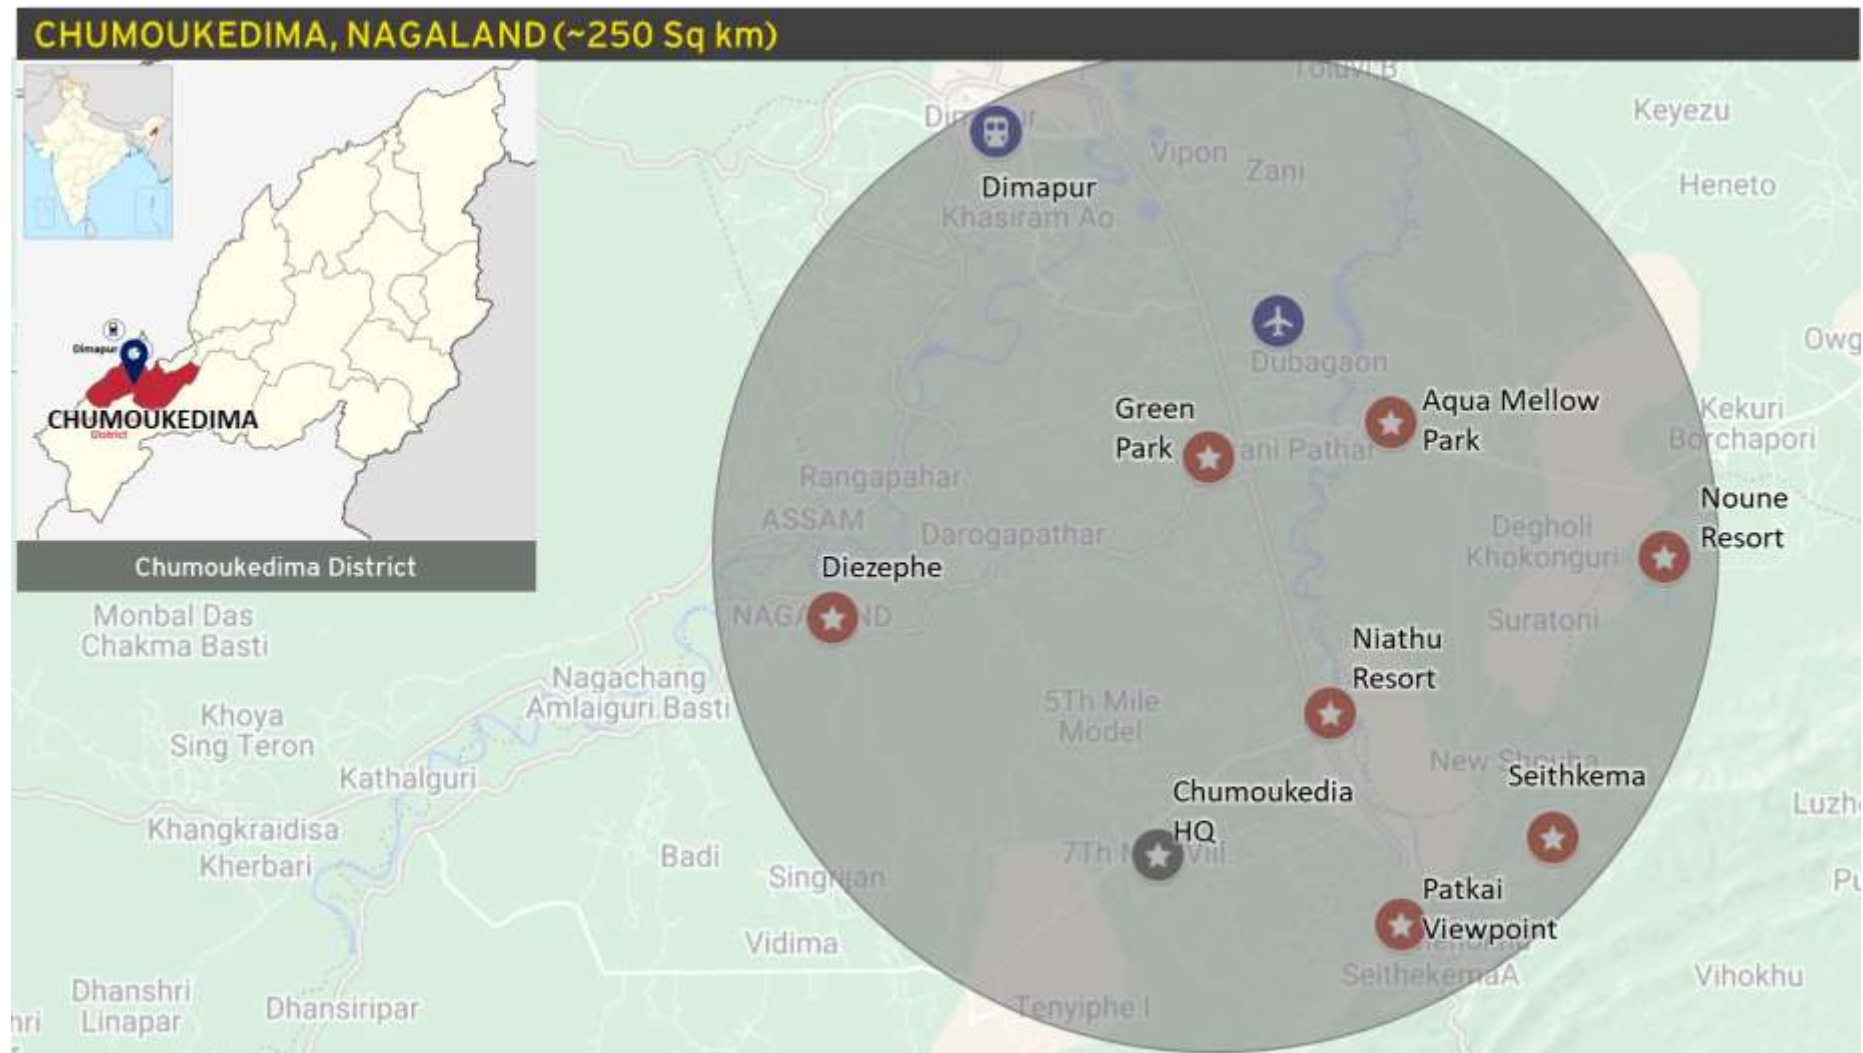 CHUMOUKEDIMA, NAGALAND (~250 Sq km)
Dimapur
CHUMOUKEDIMA
District
Chumoukedima District
Keyezu
Vipon
Zani
Heneto
Dimapur
Khasiram Ao
Dubagaon
Green
Park
Aqua Mellow
Park
Kekuri
Borchapori
Rangapahar
ASSAM
Darogapathar
Noune
Resort
Degholi
Khokonguri
Diezephe
Suratoni
Monbal Das
Chakma Basti
Niathu
Resort
Nagachang
Amlaiguri Basti
5Th Mile
Model
Khoya
Sing Teron
Kathalguri
Seithkema
Chumoukedia
HQ
Khangkraidisa
Kherbari
Badi
Singrijan
Patkai
Viewpoint
Vidima
SeithekemaA
Vihokhu
Dhanshri
Linapar
Dhansiripar
Tenyiphe I